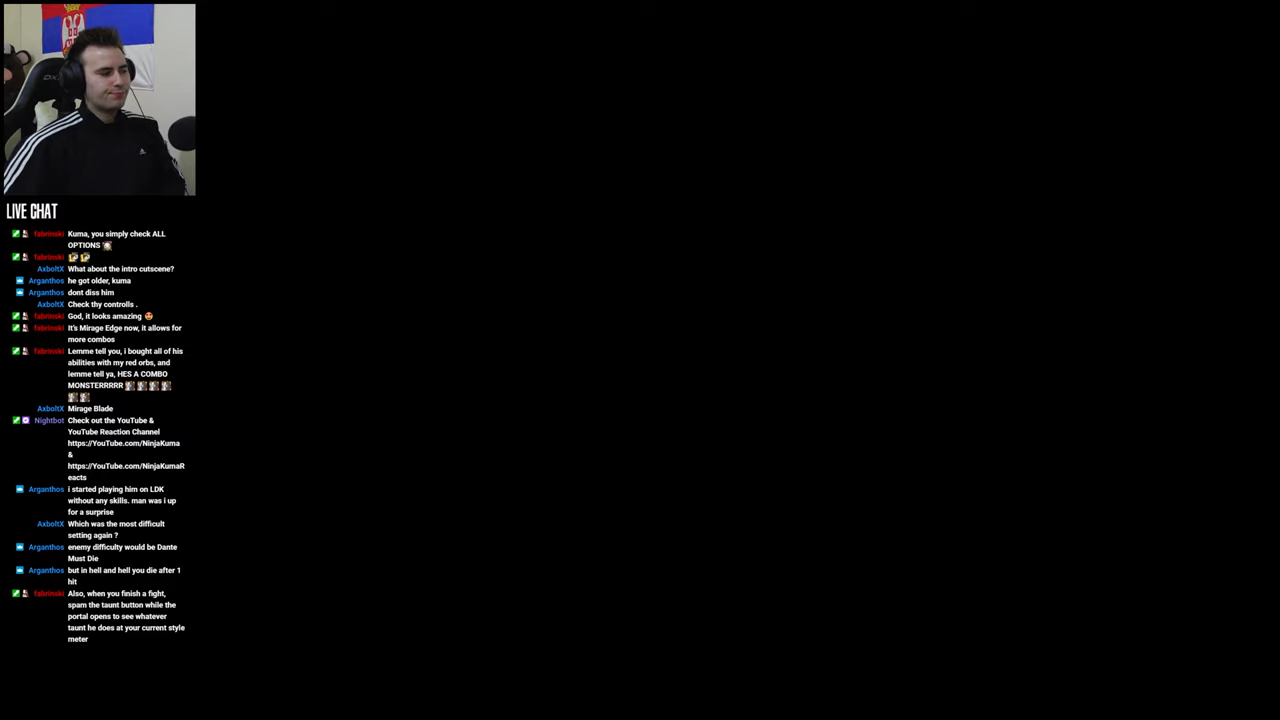 LIVE CHAT
fabrinski Kuma, you simply check ALL
OPTIONS
fabrinski
AxboltX What about the intro cutscene?
Arganthos he got older, kuma
Arganthos dont diss him
AxboltX Check thy controlls .
fabrinski God, it looks amazing 😍
fabrinski It's Mirage Edge now, it allows for
more combos
fabrinski Lemme tell you, i bought all of his
abilities with my red orbs, and
lemme tell ya, HES A COMBO
MONSTERRRRR
AxboltX Mirage Blade
Nightbot Check out the YouTube &
YouTube Reaction Channel
https://YouTube.com/NinjaKuma
&
https://YouTube.com/NinjaKumaR
eacts
Arganthos i started playing him on LDK
without any skills. man was i up
for a surprise
AxboltX Which was the most difficult
setting again ?
Arganthos enemy difficulty would be Dante
Must Die
Arganthos but in hell and hell you die after 1
hit
fabrinski Also, when you finish a fight,
spam the taunt button while the
portal opens to see whatever
taunt he does at your current style
meter